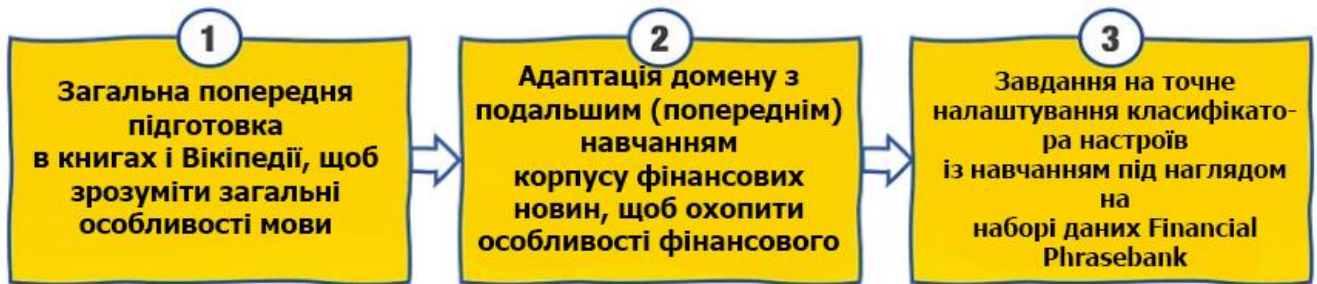 1
Загальна попередня
підготовка
в книгах і Вікіпедії, щоб
зрозуміти загальні
особливості мови
2
Адаптація домену з
подальшим (попереднім)
навчанням
корпусу фінансових
новин, щоб охопити
особливості фінансового
3
Завдання на точне
налаштування класифікато-
ра настроїв
із навчанням під наглядом
на
наборі даних Financial
Phrasebank